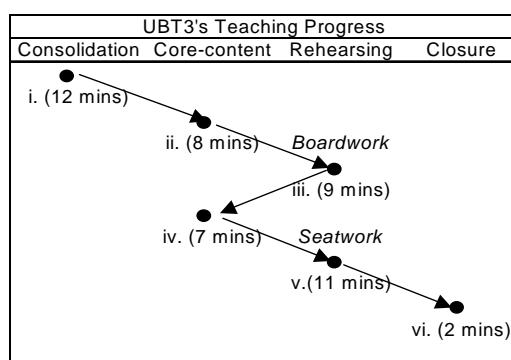 UBT3's Teaching Progress
Consolidation Core-content Rehearsing Closure
i. (12 mins)
ii. (8 mins) Boardwork
iii. (9 mins)
iv. (7 mins) Seatwork
v.(11 mins)
vi. (2 mins)